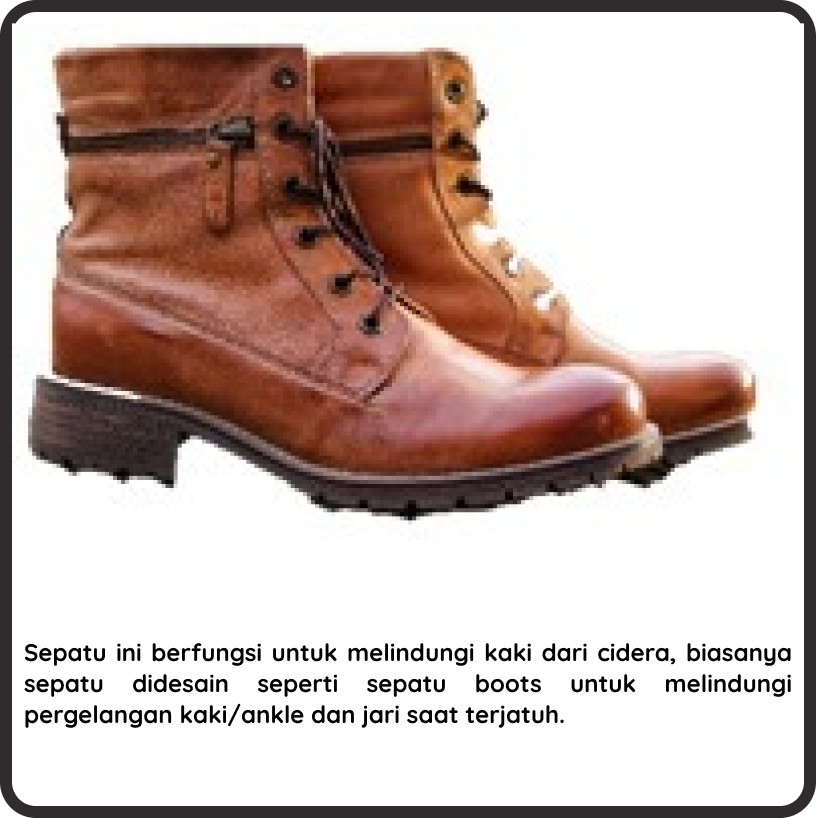 Sepatu ini berfungsi untuk melindungi kaki dari cidera, biasanya
sepatu didesain seperti sepatu boots untuk melindungi
pergelangan kaki/ankle dan jari saat terjatuh.